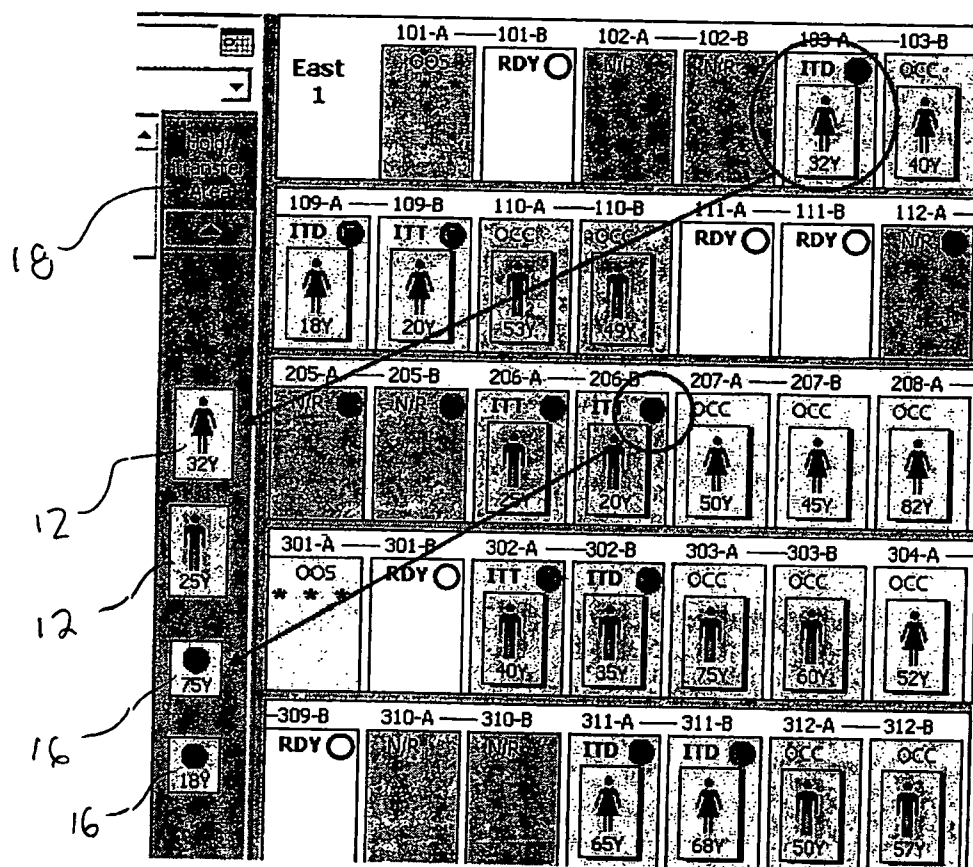 101-A 101-B 102-A 102-B 103-A 103-B
East 1 OOS RDY N/R N/R ITD OCC
32Y 40Y
Hold/
Transfer
Area
18
109-A 109-B 110-A 110-B 111-A 111-B 112-A
ITD ITT OCC OCC RDY RDY N/R
18Y 20Y 53Y 49Y
205-A 205-B 206-A 206-B 207-A 207-B 208-A
N/R N/R ITT OCC OCC OCC
25Y 20Y 50Y 45Y 82Y
32Y
12
25Y
12
301-A 301-B 302-A 302-B 303-A 303-B 304-A
OOS RDY ITT ITD OCC OCC OCC
* * *
40Y 35Y 75Y 60Y 52Y
75Y
16
18Y
16
309-B 310-A 310-B 311-A 311-B 312-A 312-B
RDY N/R N/R ITD ITD OCC OCC
65Y 68Y 50Y 57Y